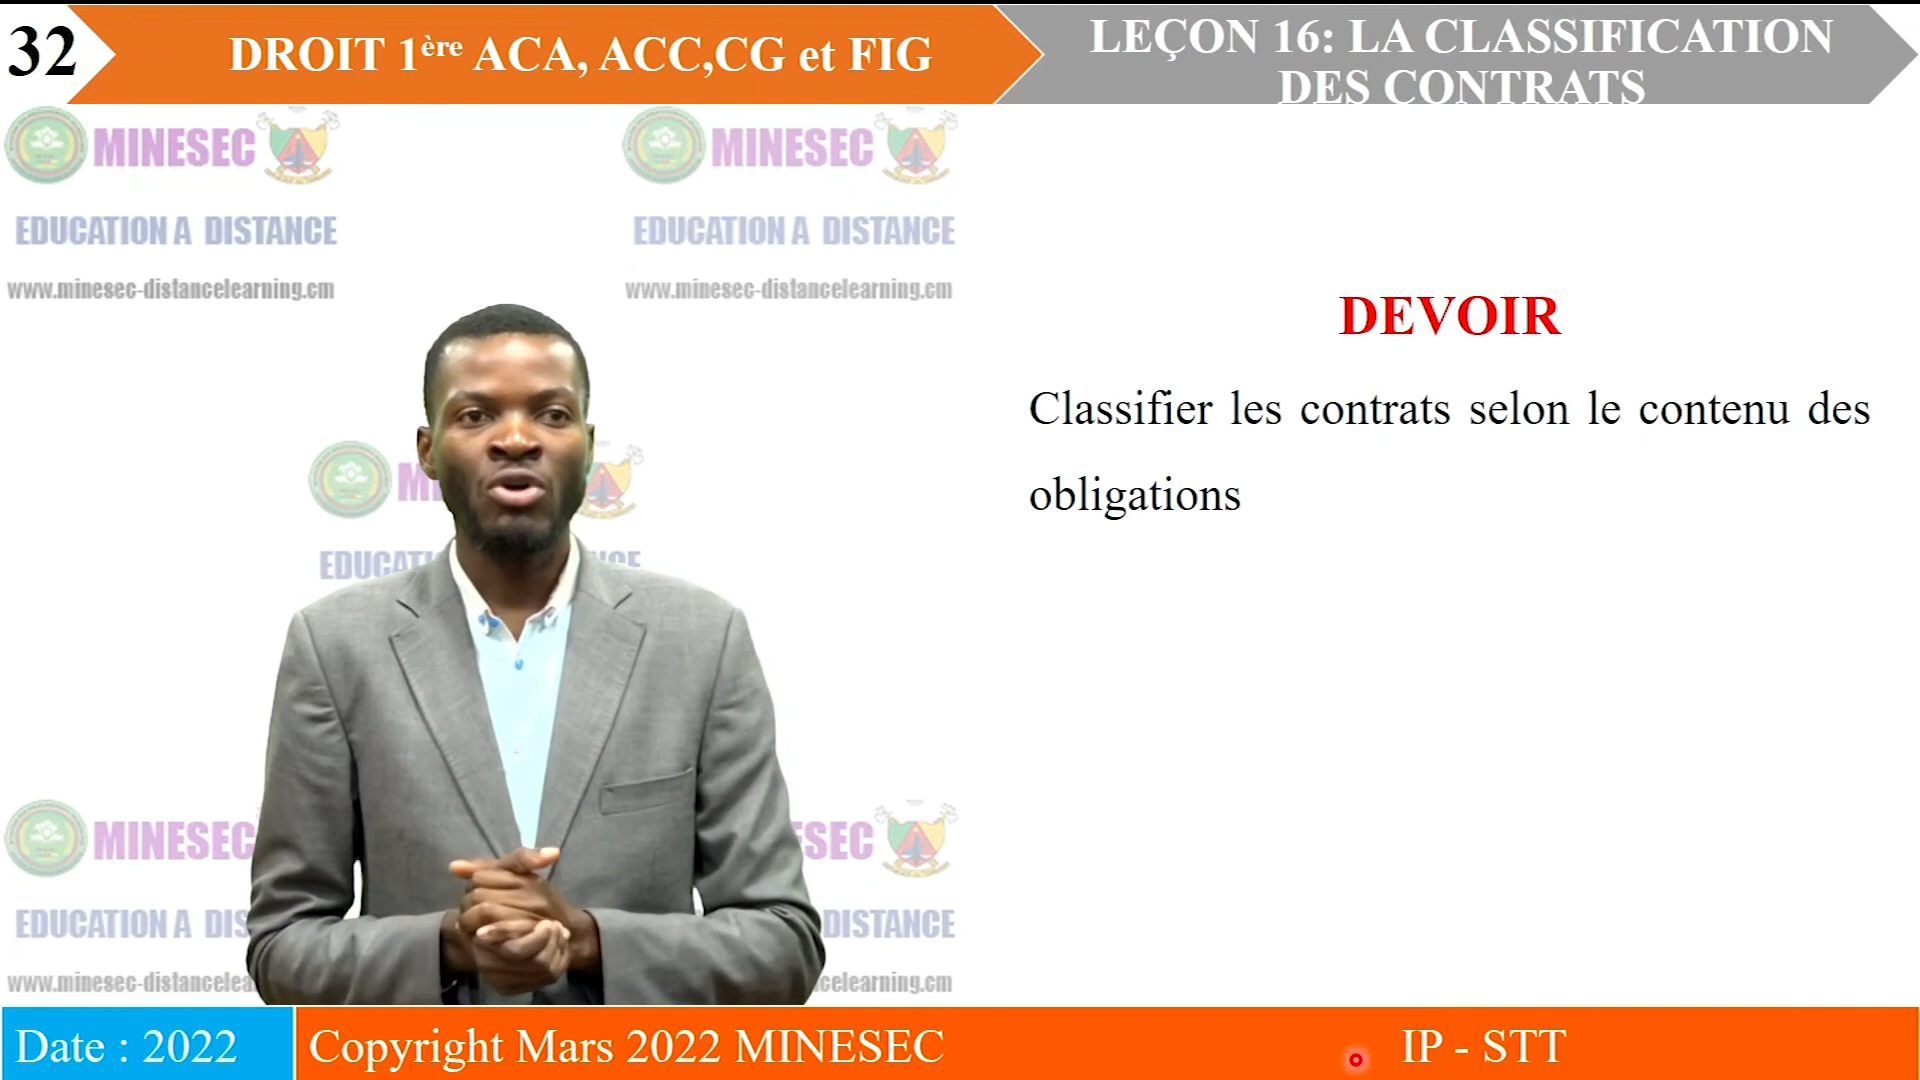 32
DROIT 1ère ACA, ACC,CG et FIG
LEÇON 16: LA CLASSIFICATION
DES CONTRATS
MINESEC
EDUCATION A DISTANCE
www.minesec-distancelearning.cm
MINESEC
EDUCATION A DISTANCE
www.minesec-distancelearning.cm
DEVOIR
Classifier les contrats selon le contenu des
obligations
MINESEC
EDUCATION A DIS
www.minesec-distancelea
SEC
DISTANCE
celearning.cm
Date : 2022
Copyright Mars 2022 MINESEC
IP - STT